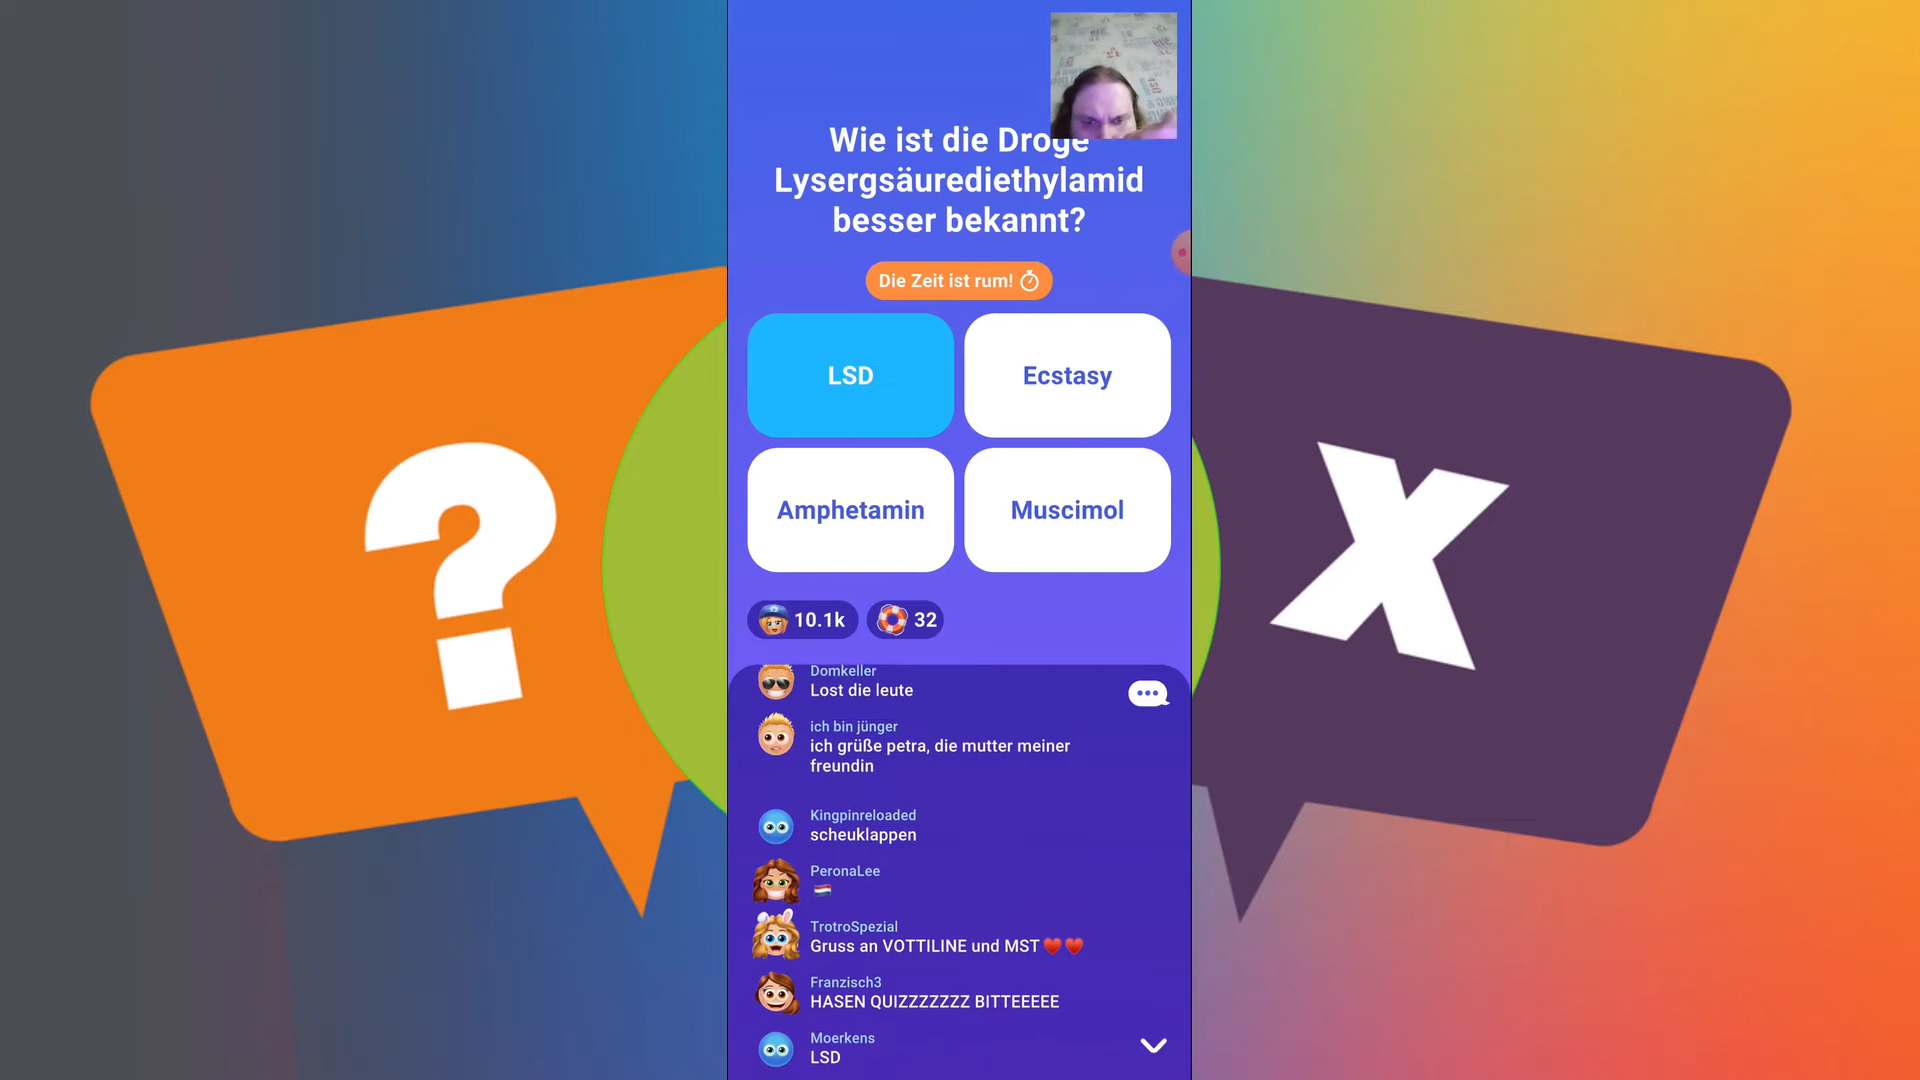 Wie ist die Droge
Lysergsäurediethylamid
besser bekannt?
Die Zeit ist rum!
LSD
Ecstasy
Amphetamin
Muscimol
10.1k
32
Domkeller
Lost die leute
ich bin jünger
ich grüße petra, die mutter meiner
freundin
Kingpinreloaded
scheuklappen
PeronaLee
TrotroSpezial
Gruss an VOTTILINE und MST
Franzisch3
HASEN QUIZZZZZZZ BITTEEEEE
Moerkens
LSD
?
X